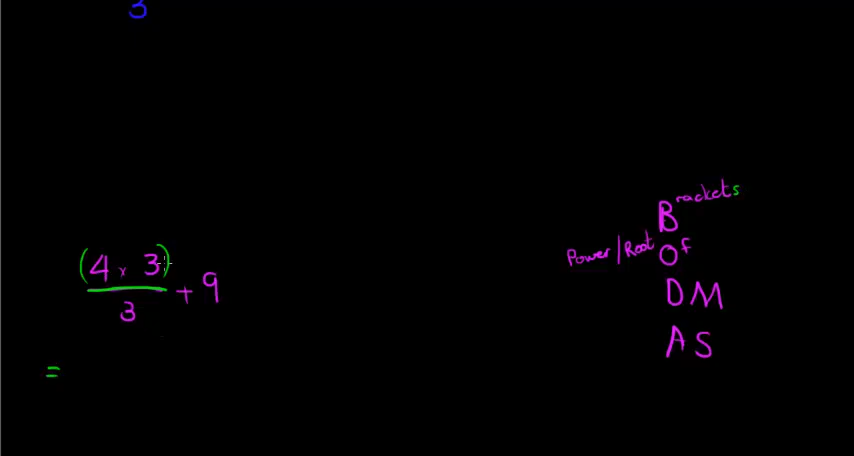 3
(4 x 3)
3
+ 9
=
Brackets
Power/Root Of
DM
AS